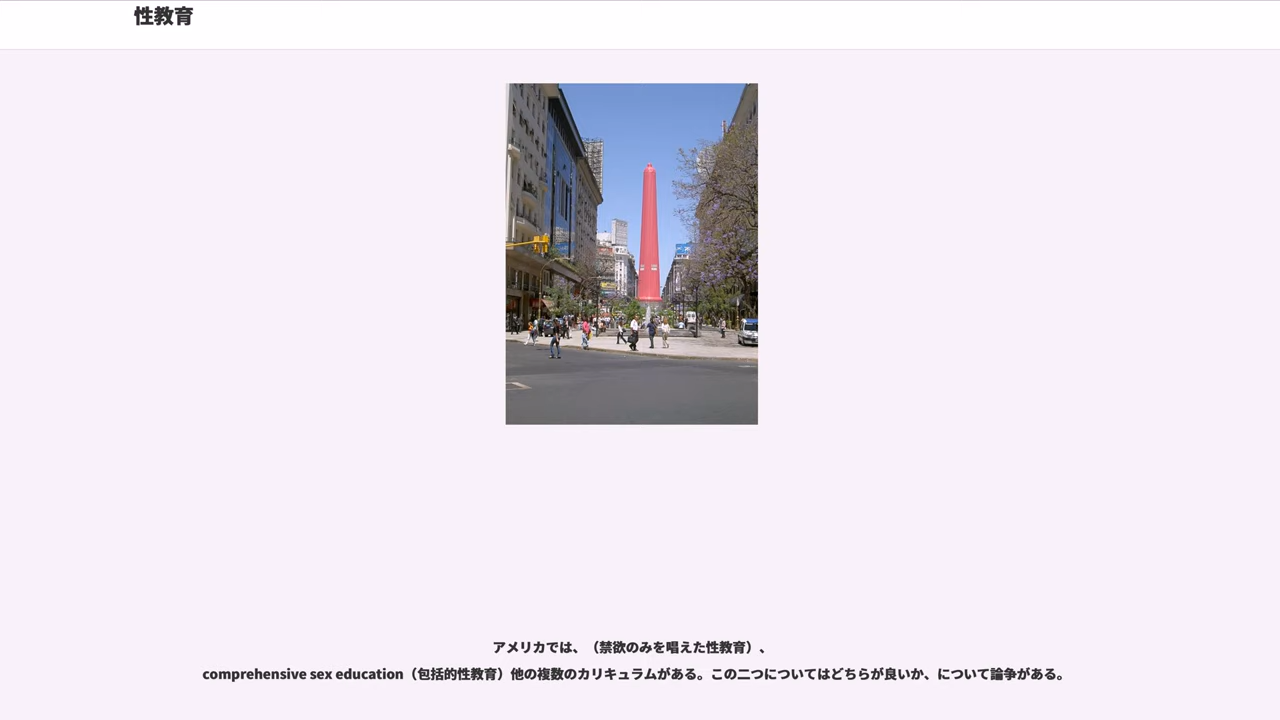 性教育
アメリカでは、（禁欲のみを唱えた性教育）、
comprehensive sex education（包括的性教育）他の複数のカリキュラムがある。この二つについてはどちらが良いか、について論争がある。